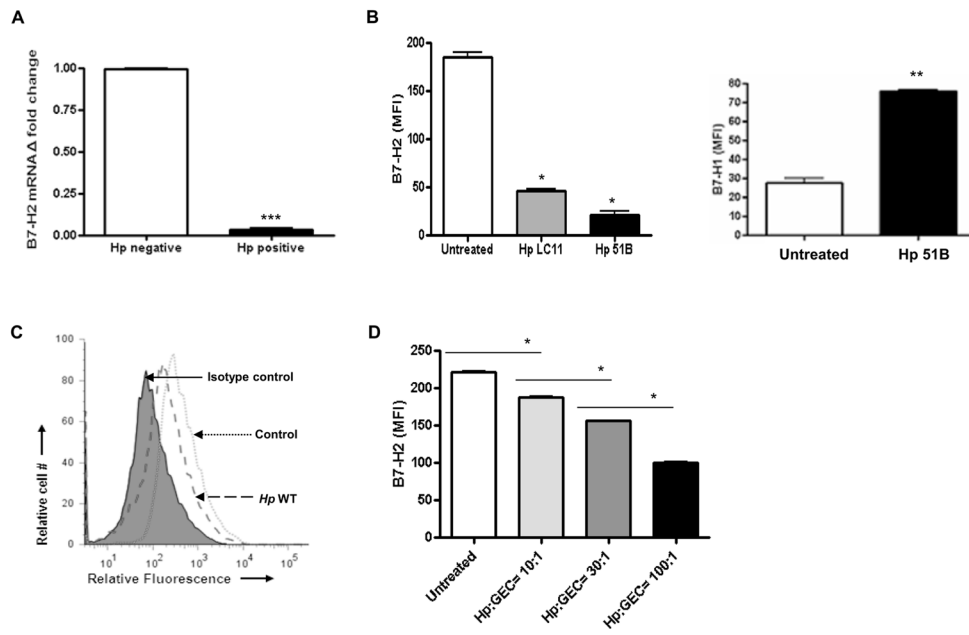 A
B7-H2 mRNA Δ fold change
1.00
0.75
0.50
0.25
0.00
***
Hp negative
Hp positive
B
B7-H2 (MFI)
200
150
100
50
0
*
*
Untreated
Hp LC11
Hp 51B
B7-H1 (MFI)
80
70
60
50
40
30
20
10
0
**
Untreated
Hp 51B
C
Relative cell #
100
80
60
40
20
0
Isotype control
Control
Hp WT
10¹
10²
10³
10⁴
10⁵
Relative Fluorescence
D
B7-H2 (MFI)
250
200
150
100
50
0
*
*
*
Untreated
Hp:GEC= 10:1
Hp:GEC= 30:1
Hp:GEC= 100:1